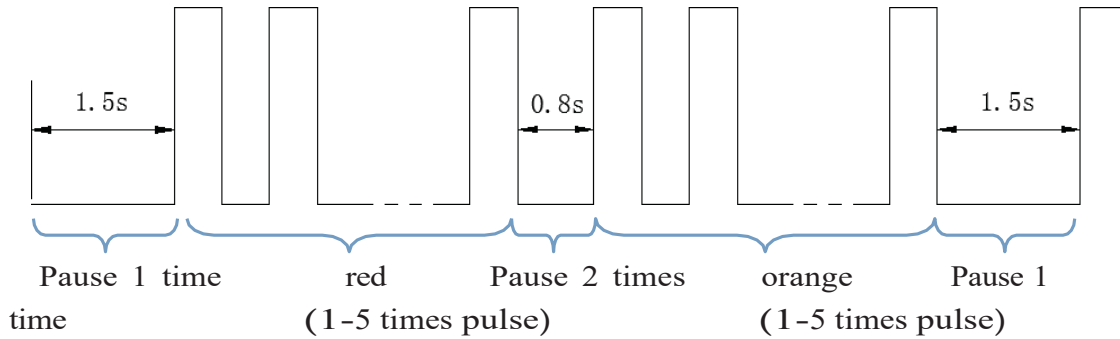 1.5s 0.8s 1.5s
Pause 1 time red Pause 2 times orange Pause 1
time (1-5 times pulse) (1-5 times pulse)